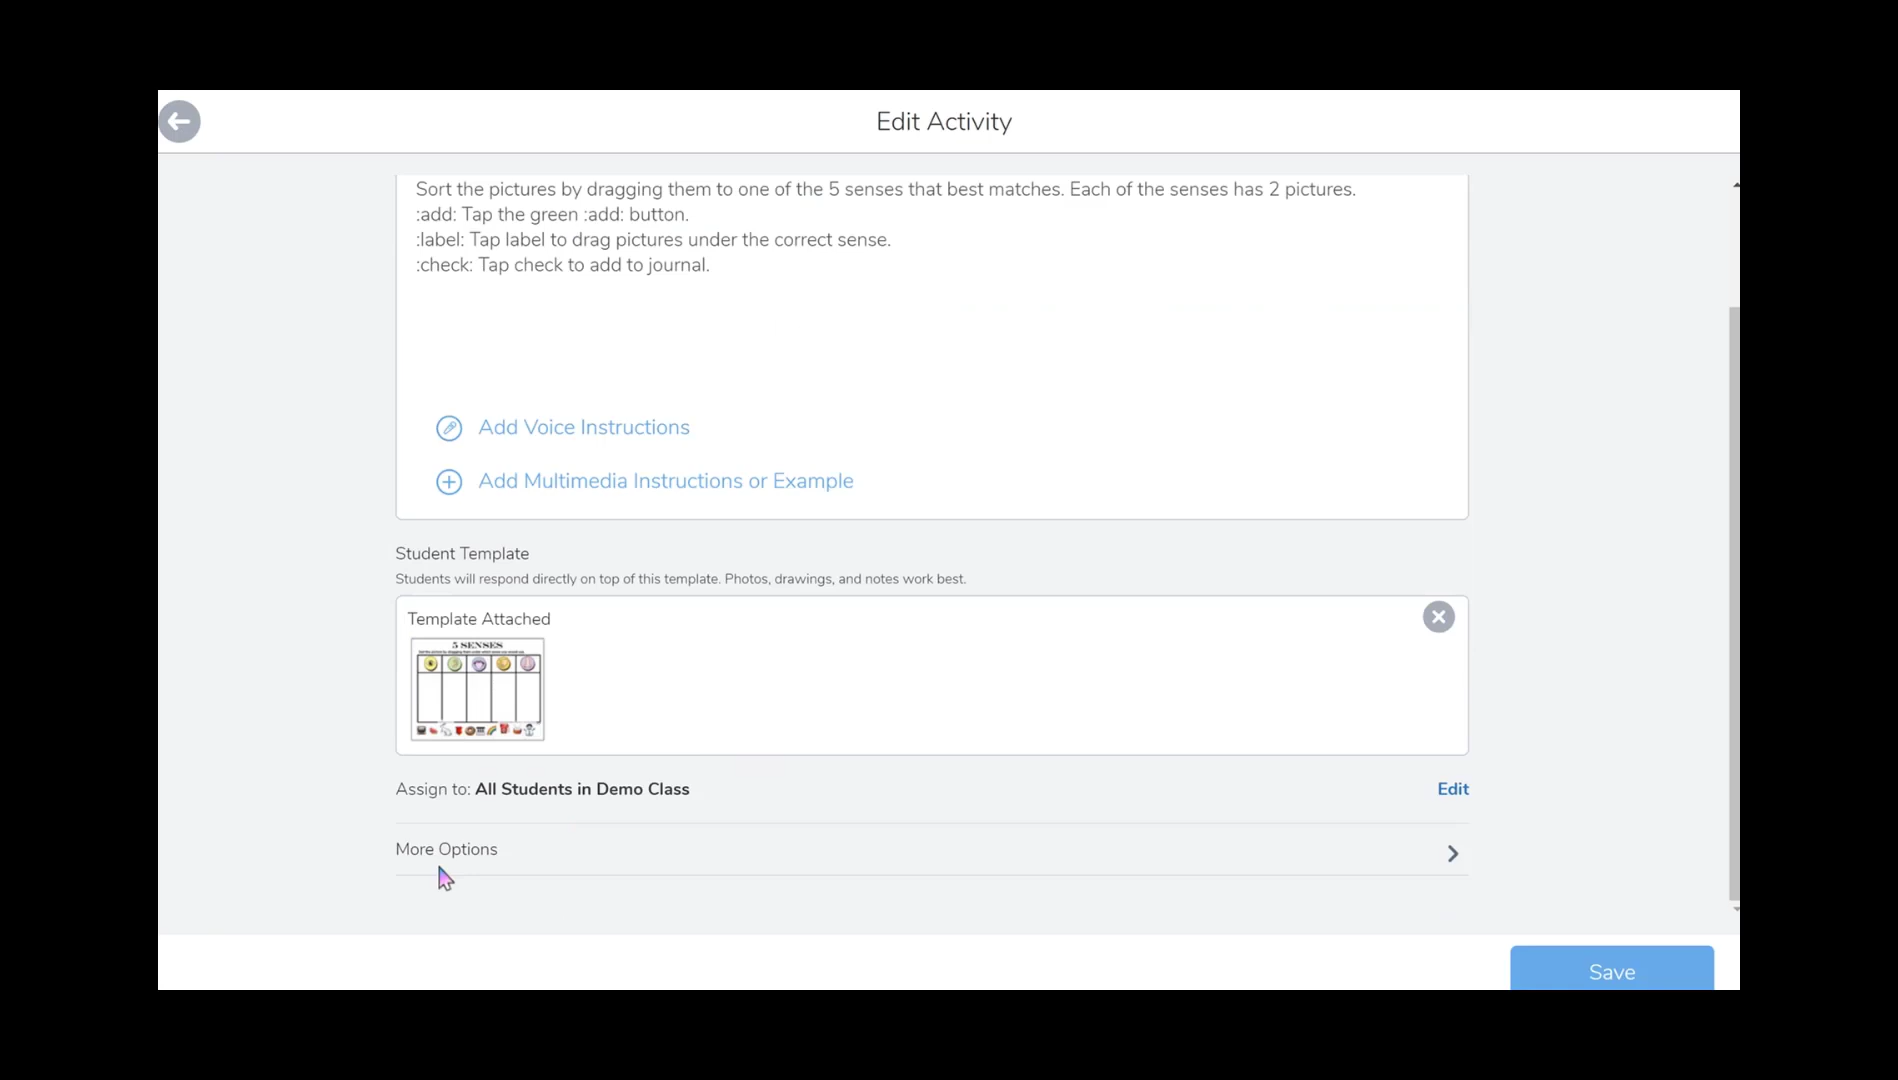 Edit Activity
Sort the pictures by dragging them to one of the 5 senses that best matches. Each of the senses has 2 pictures.
:add: Tap the green :add: button.
:label: Tap label to drag pictures under the correct sense.
:check: Tap check to add to journal.
Add Voice Instructions
Add Multimedia Instructions or Example
Student Template
Students will respond directly on top of this template. Photos, drawings, and notes work best.
Template Attached
5 SENSES
Assign to: All Students in Demo Class
Edit
More Options
Save